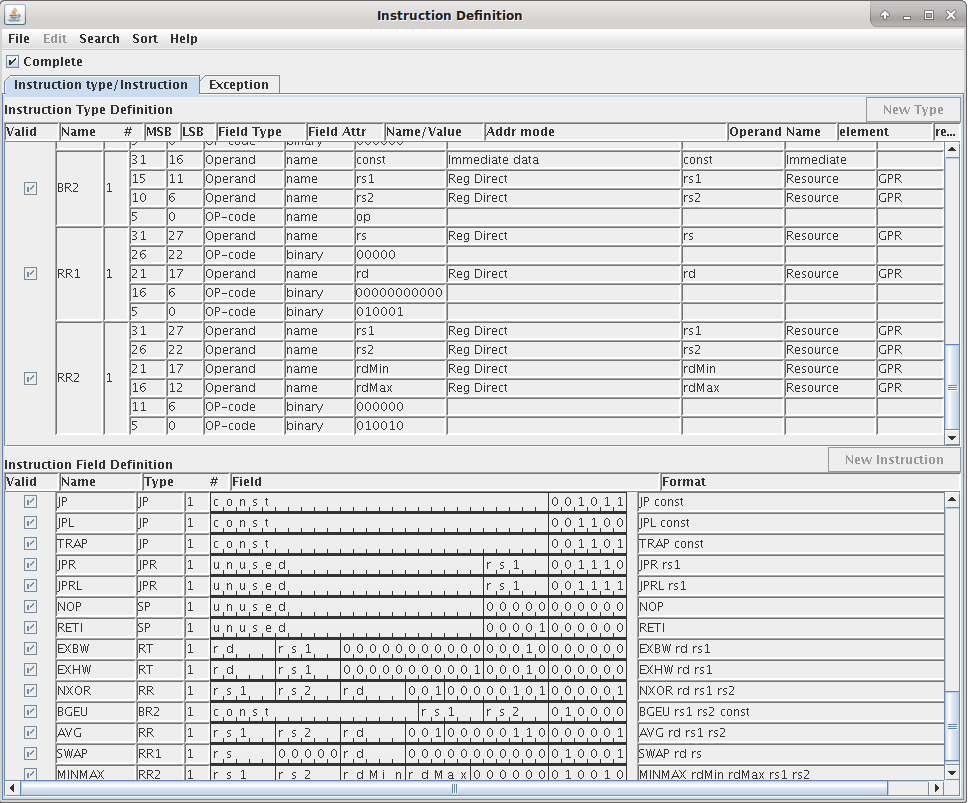 Instruction Definition
File Edit Search Sort Help
Complete
Instruction type/Instruction Exception
Instruction Type Definition New Type
Valid Name # MSB LSB Field Type Field Attr Name/Value Addr mode Operand Name element re...
31 16 Operand name const Immediate data const Immediate
15 11 Operand name rs1 Reg Direct rs1 Resource GPR
BR2 1
10 6 Operand name rs2 Reg Direct rs2 Resource GPR
5 0 OP-code name op
31 27 Operand name rs Reg Direct rs Resource GPR
26 22 OP-code binary 00000
RR1 1 21 17 Operand name rd Reg Direct rd Resource GPR
16 6 OP-code binary 00000000000
5 0 OP-code binary 010001
31 27 Operand name rs1 Reg Direct rs1 Resource GPR
26 22 Operand name rs2 Reg Direct rs2 Resource GPR
21 17 Operand name rdMin Reg Direct rdMin Resource GPR
RR2 1
16 12 Operand name rdMax Reg Direct rdMax Resource GPR
11 6 OP-code binary 000000
5 0 OP-code binary 010010
Instruction Field Definition New Instruction
Valid Name Type # Field Format
JP JP 1 const 001011 JP const
JPL JP 1 const 001100 JPL const
TRAP JP 1 const 001101 TRAP const
JPR JPR 1 unused rs1 001110 JPR rs1
JPRL JPR 1 unused rs1 001111 JPRL rs1
NOP SP 1 unused 00000 000000 NOP
RETI SP 1 unused 00001 000000 RETI
EXBW RT 1 rd rs1 00000000000 00010 000000 EXBW rd rs1
EXHW RT 1 rd rs1 00000000001 00010 000000 EXHW rd rs1
NXOR RR 1 rs1 rs2 rd 001 00000101 000001 NXOR rd rs1 rs2
BGEU BR2 1 const rs1 rs2 010000 BGEU rs1 rs2 const
AVG RR 1 rs1 rs2 rd 001 00000110 000001 AVG rd rs1 rs2
SWAP RR1 1 rs 00000 rd 00000000000 010001 SWAP rd rs
MINMAX RR2 1 rs1 rs2 rdMin rdMax 000000 010010 MINMAX rdMin rdMax rs1 rs2